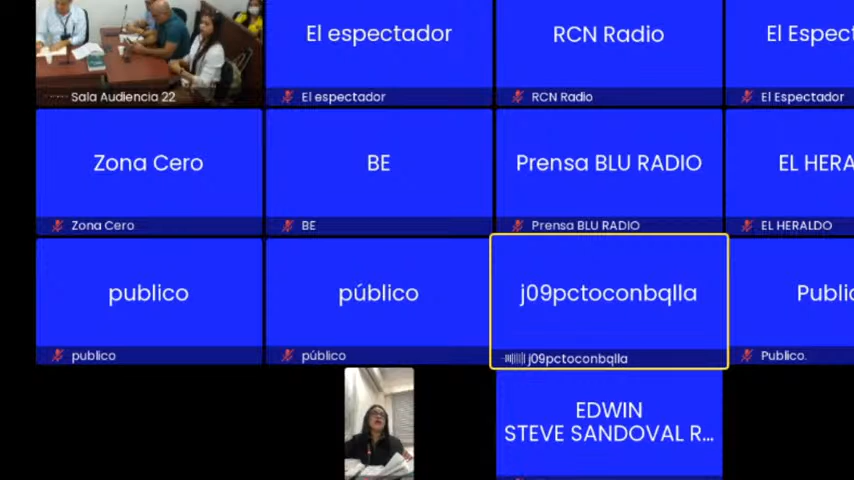 El espectador
RCN Radio
El Espect
Sala Audiencia 22
El espectador
RCN Radio
El Espectador
Zona Cero
BE
Prensa BLU RADIO
EL HERA
Zona Cero
BE
Prensa BLU RADIO
EL HERALDO
publico
público
j09pctoconbqlla
Public
publico
público
j09pctoconbqlla
Publico.
EDWIN
STEVE SANDOVAL R...